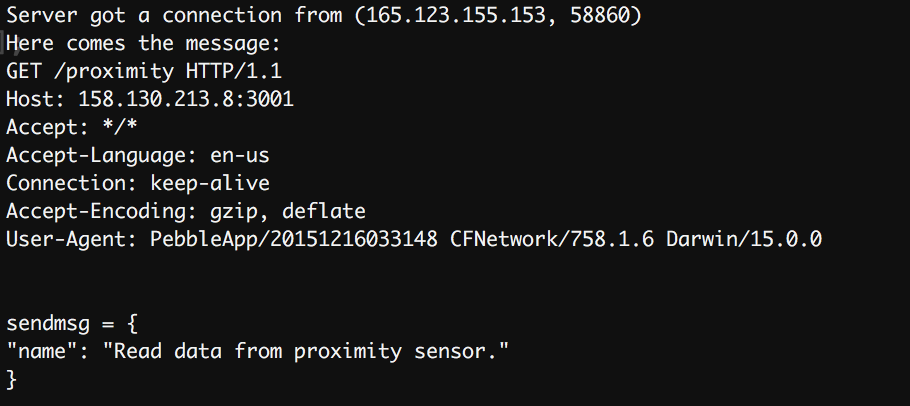 Server got a connection from (165.123.155.153, 58860)
Here comes the message:
GET /proximity HTTP/1.1
Host: 158.130.213.8:3001
Accept: */*
Accept-Language: en-us
Connection: keep-alive
Accept-Encoding: gzip, deflate
User-Agent: PebbleApp/20151216033148 CFNetwork/758.1.6 Darwin/15.0.0
sendmsg = {
"name": "Read data from proximity sensor."
}